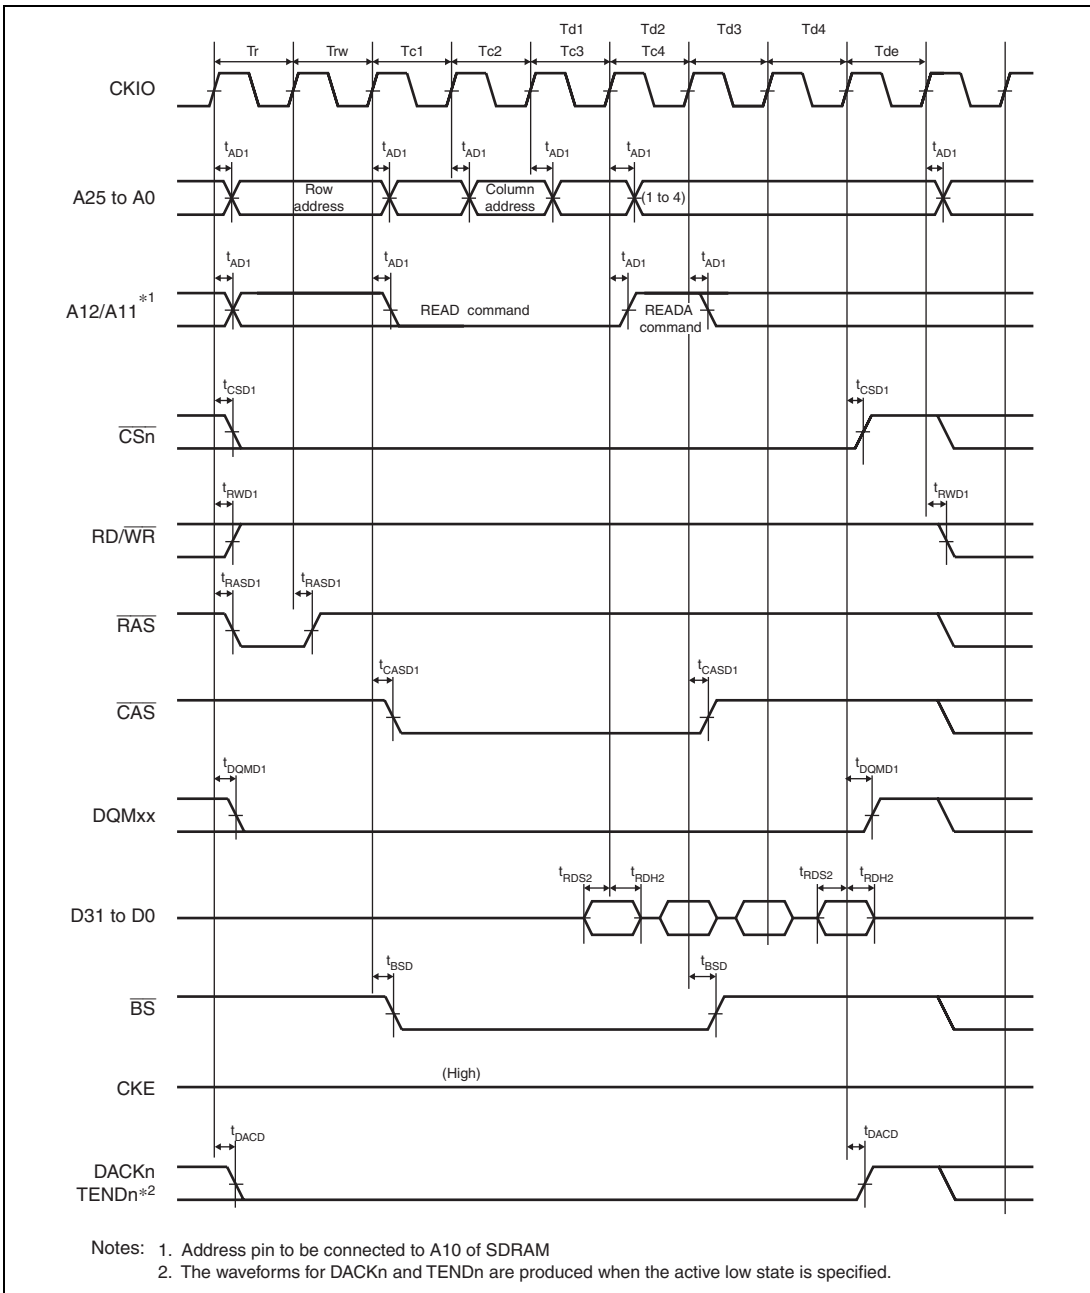 Td1 Td2 Td3 Td4
Tr Trw Tc1 Tc2 Tc3 Tc4 Tde
CKIO
tAD1 tAD1 tAD1 tAD1 tAD1 tAD1
A25 to A0
Row address
Column address
(1 to 4)
tAD1 tAD1 tAD1 tAD1
A12/A11 *1
READ command
READA command
tCSD1 tCSD1
CSn
tRWD1 tRWD1
RD/WR
tRASD1 tRASD1
RAS
tCASD1 tCASD1
CAS
tDQMD1 tDQMD1
DQMxx
tRDS2 tRDH2 tRDS2 tRDH2
D31 to D0
tBSD tBSD
BS
(High)
CKE
tDACD tDACD
DACKn
TENDn*2
Notes: 1. Address pin to be connected to A10 of SDRAM
2. The waveforms for DACKn and TENDn are produced when the active low state is specified.